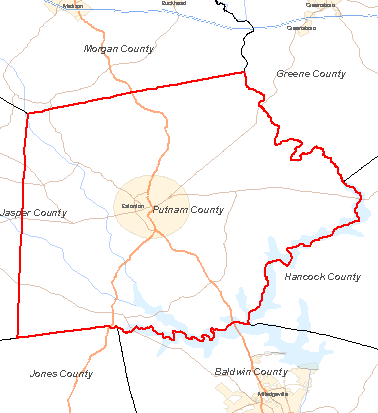 Buckhead
Madison
Greensboro
Greensboro
Morgan County
Greene County
Eatonton
Jasper County
Putnam County
Hancock County
Jones County
Baldwin County
Milledgeville